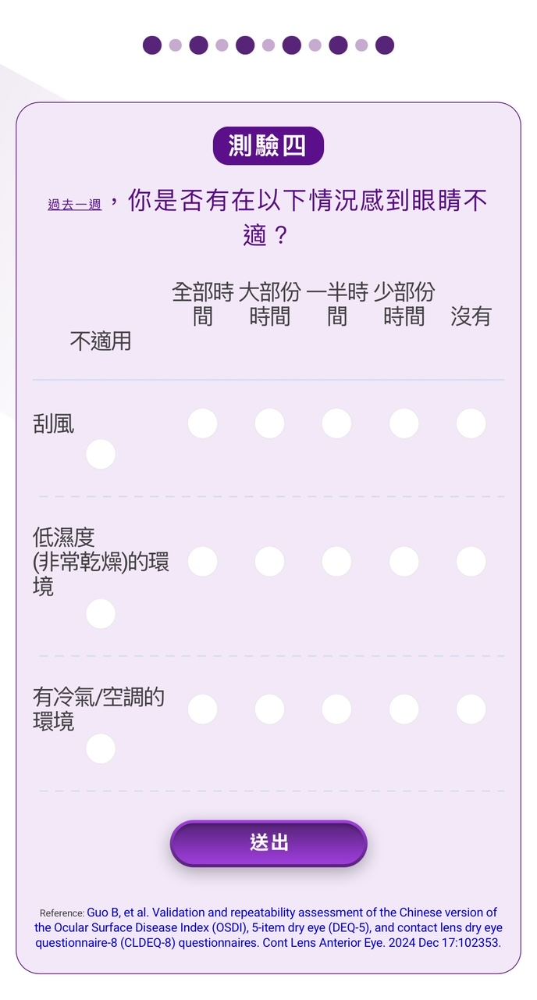 測驗四
過去一週，你是否有在以下情況感到眼睛不
適？
全部時 大部份 一半時 少部份
間 時間 間 時間 沒有
不適用
刮風
低濕度
(非常乾燥)的環
境
有冷氣/空調的
環境
送出
Reference: Guo B, et al. Validation and repeatability assessment of the Chinese version of
the Ocular Surface Disease Index (OSDI), 5-item dry eye (DEQ-5), and contact lens dry eye
questionnaire-8 (CLDEQ-8) questionnaires. Cont Lens Anterior Eye. 2024 Dec 17:102353.